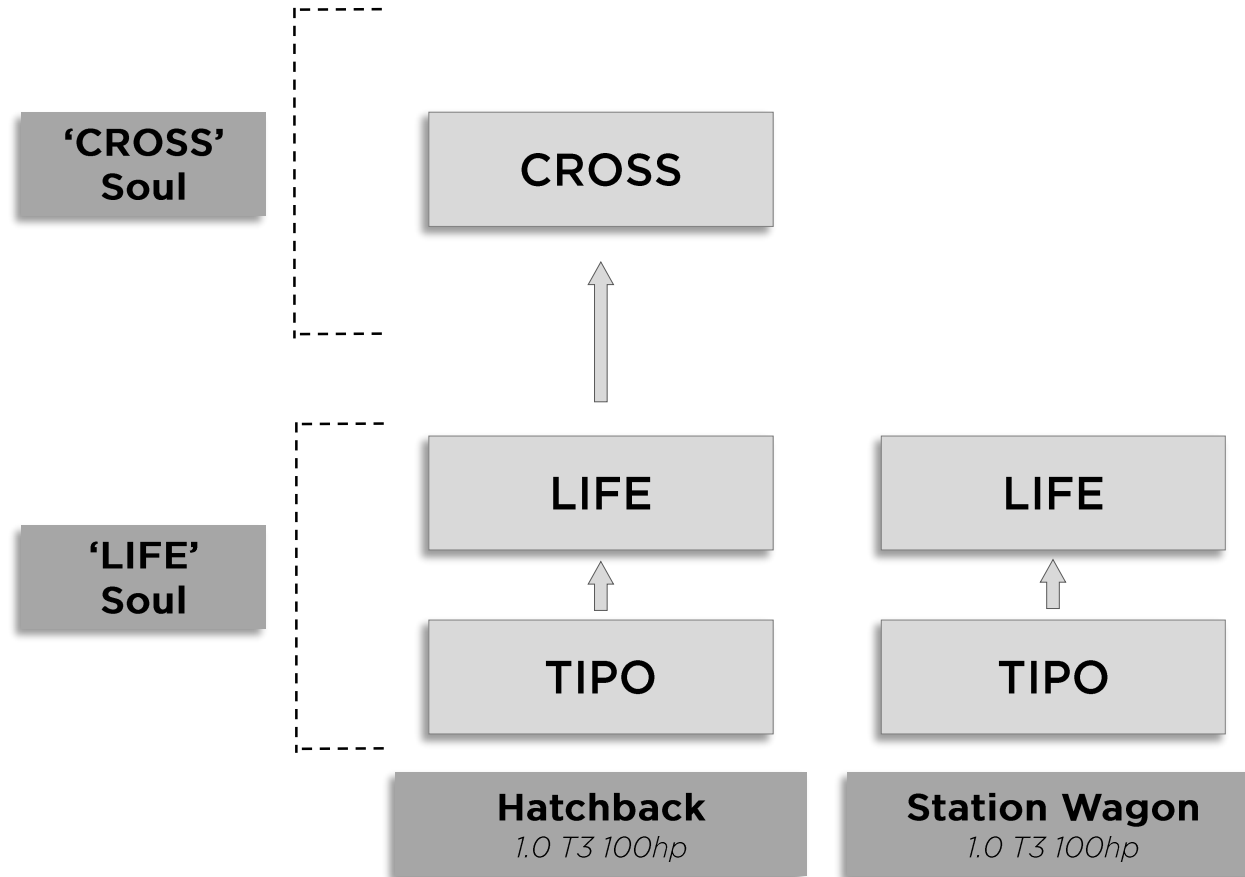 ‘CROSS’
Soul
CROSS
‘LIFE’
Soul
LIFE
LIFE
TIPO
TIPO
Hatchback
1.0 T3 100hp
Station Wagon
1.0 T3 100hp